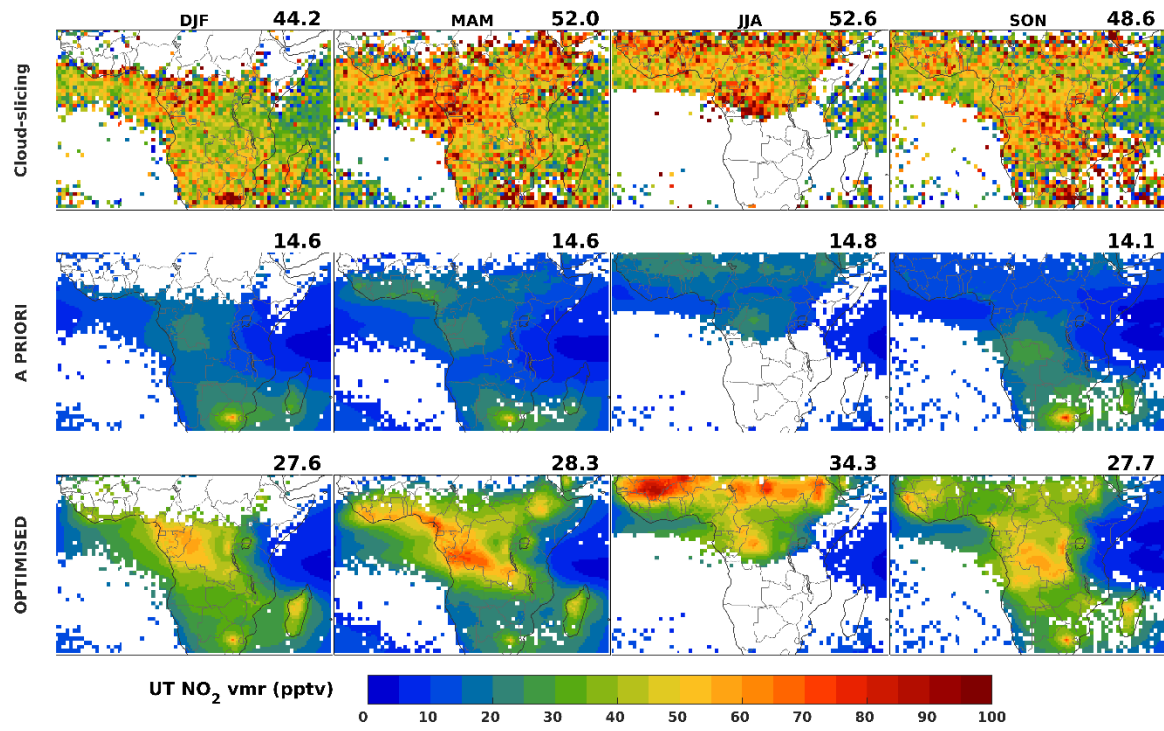 DJF 44.2 MAM 52.0 JJA 52.6 SON 48.6
Cloud-slicing
14.6 14.6 14.8 14.1
A PRIORI
27.6 28.3 34.3 27.7
OPTIMISED
UT NO2 vmr (pptv)
0 10 20 30 40 50 60 70 80 90 100